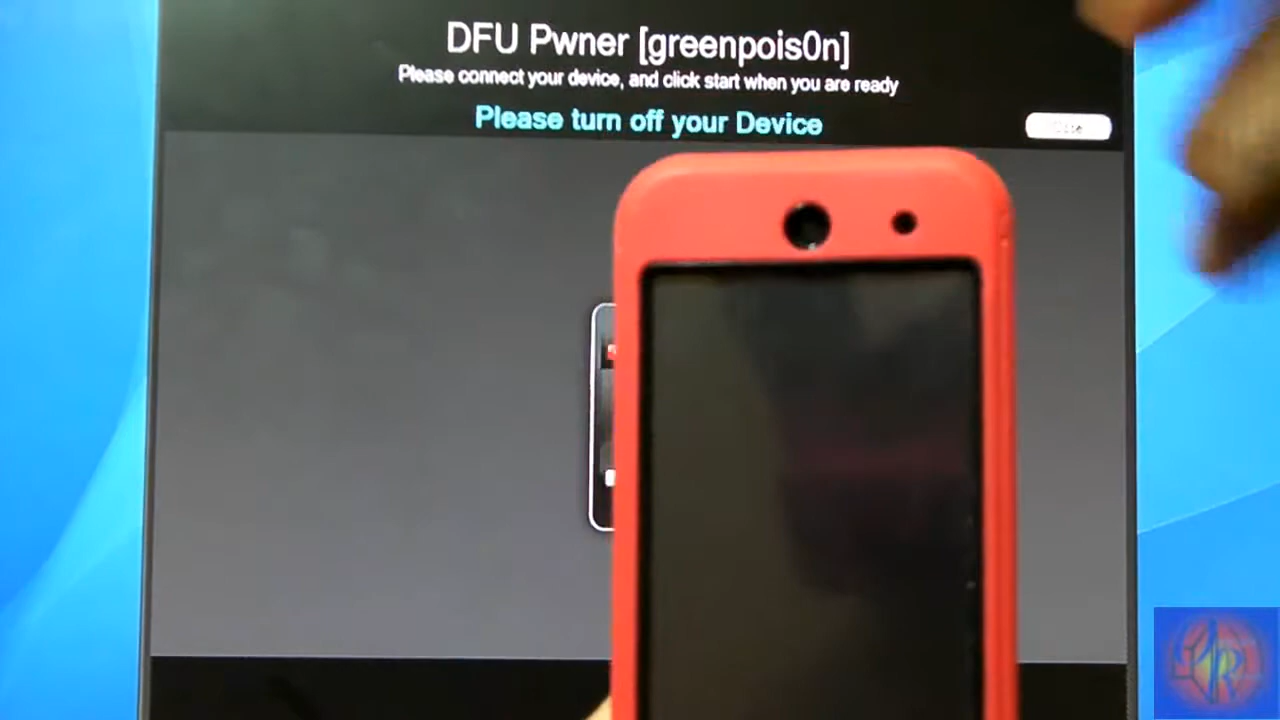 DFU Pwner [greenpois0n]
Please connect your device, and click start when you are ready
Please turn off your Device